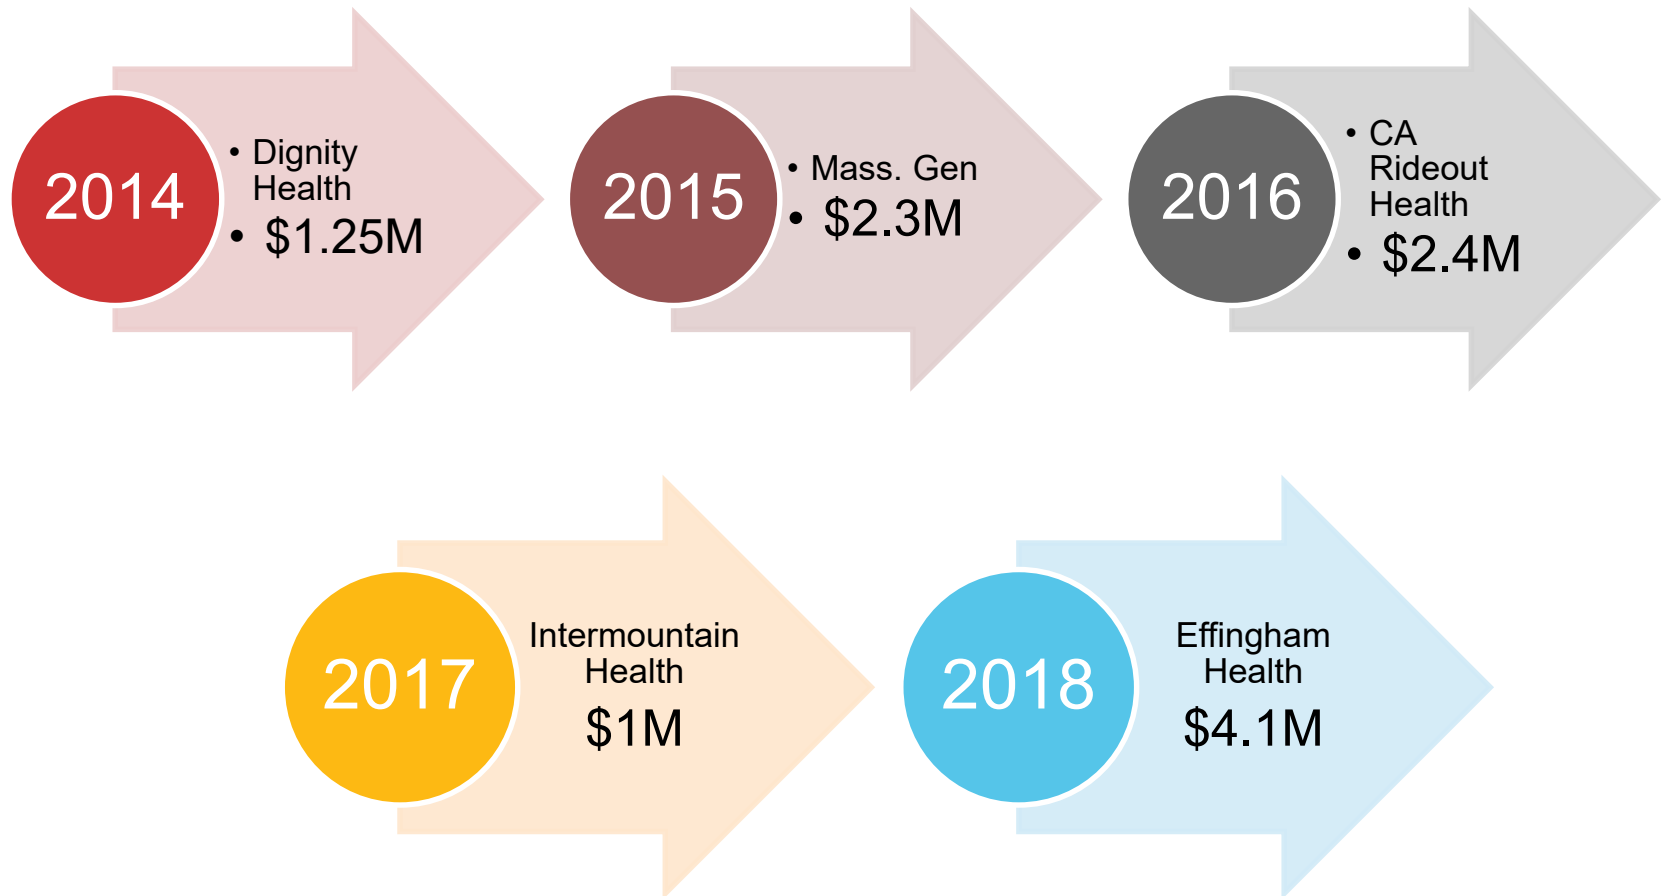 2014
• Dignity
Health
• $1.25M
2015
• Mass. Gen
• $2.3M
2016
• CA
Rideout
Health
• $2.4M
2017
Intermountain
Health
$1M
2018
Effingham
Health
$4.1M